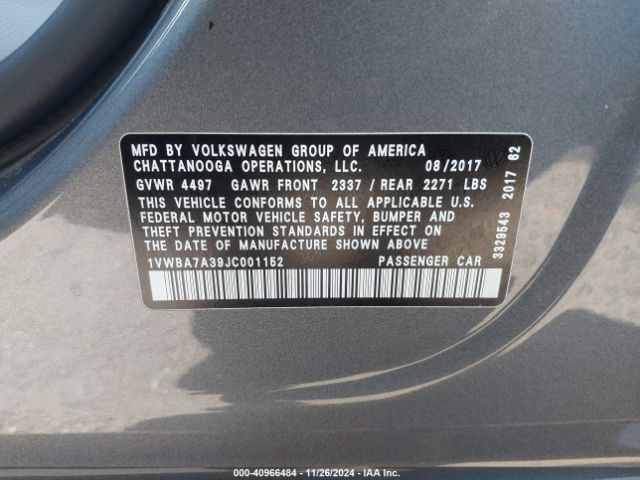 MFD BY VOLKSWAGEN GROUP OF AMERICA
CHATTANOOGA OPERATIONS, LLC. 08/2017
GVWR 4497 GAWR FRONT 2337 / REAR 2271 LBS
THIS VEHICLE CONFORMS TO ALL APPLICABLE U.S.
FEDERAL MOTOR VEHICLE SAFETY, BUMPER AND
THEFT PREVENTION STANDARDS IN EFFECT ON
THE DATE OF MANUFACTURE SHOWN ABOVE
1VWBA7A39JC001152 PASSENGER CAR
3329543 2017 62
000-40966484 - 11/26/2024 - IAA Inc.